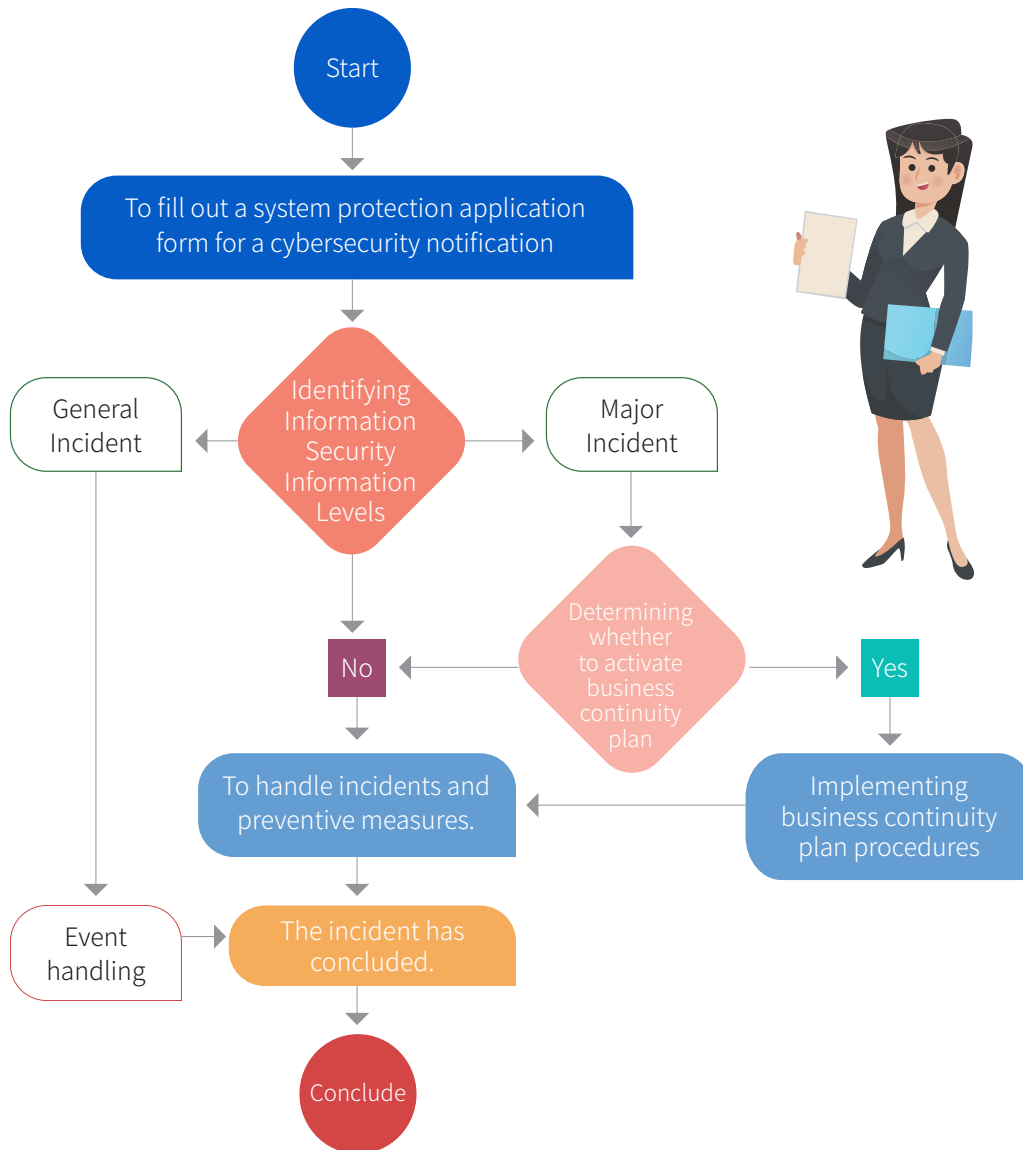 Start
To fill out a system protection application
form for a cybersecurity notification
General
Incident
Identifying
Information
Security
Information
Levels
Major
Incident
Determining
whether
to activate
business
continuity
plan
No
Yes
To handle incidents and
preventive measures.
Implementing
business continuity
plan procedures
Event
handling
The incident has
concluded.
Conclude